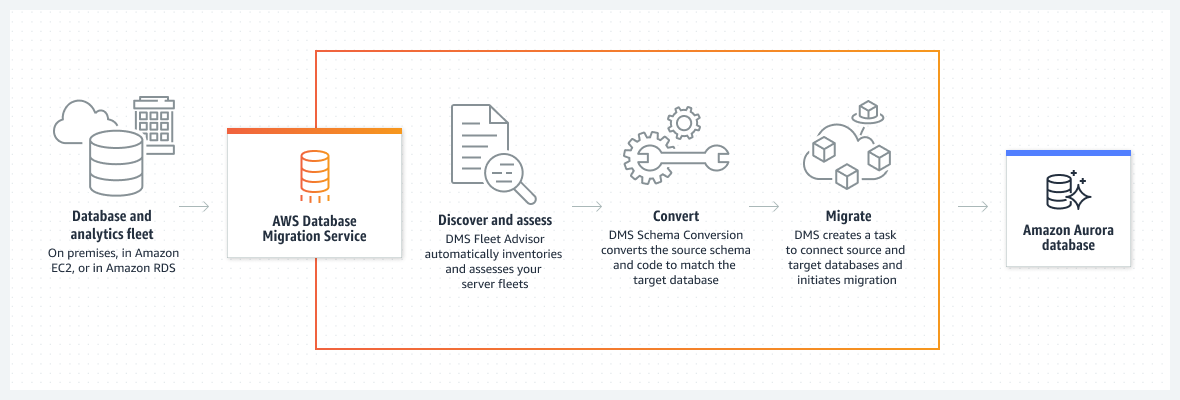 Database and
analytics fleet
On premises, in Amazon
EC2, or in Amazon RDS
AWS Database
Migration Service
Discover and assess
DMS Fleet Advisor
automatically inventories
and assesses your
server fleets
Convert
DMS Schema Conversion
converts the source schema
and code to match the
target database
Migrate
DMS creates a task
to connect source and
target databases and
initiates migration
Amazon Aurora
database